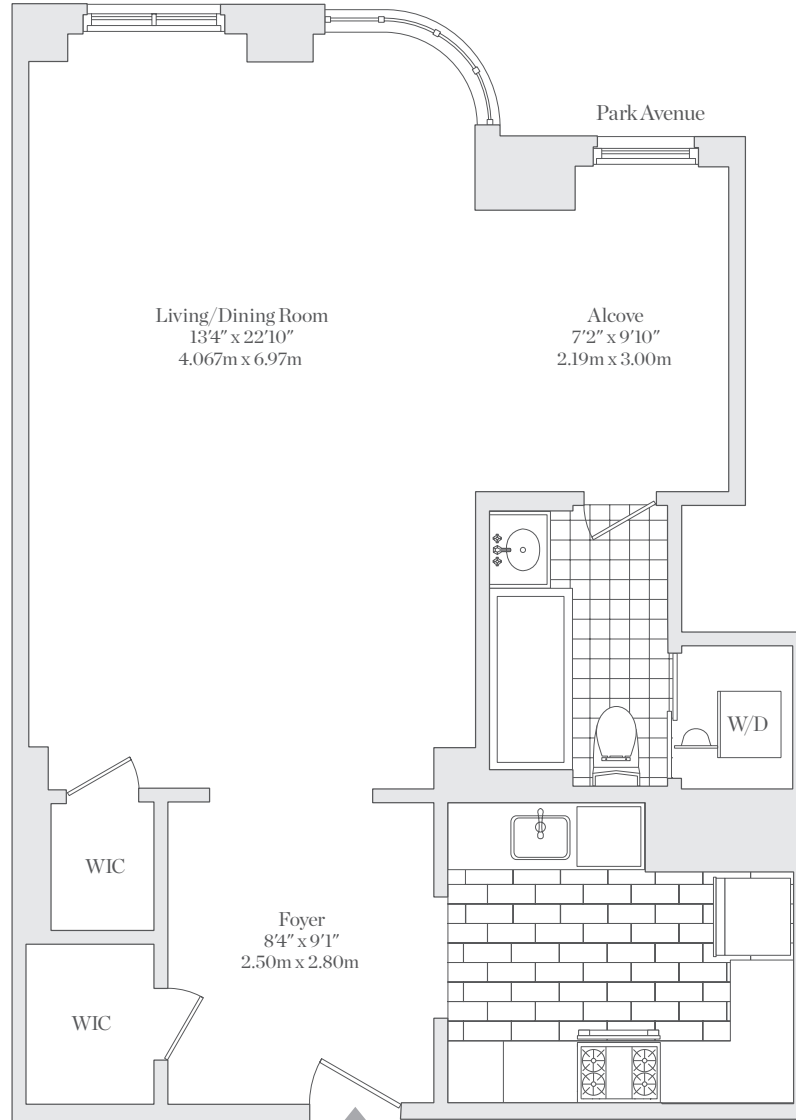 Park Avenue
Living/Dining Room
13'4" x 22'10"
4.067m x 6.97m
Alcove
7'2" x 9'10"
2.19m x 3.00m
W/D
WIC
Foyer
8'4" x 9'1"
2.50m x 2.80m
WIC